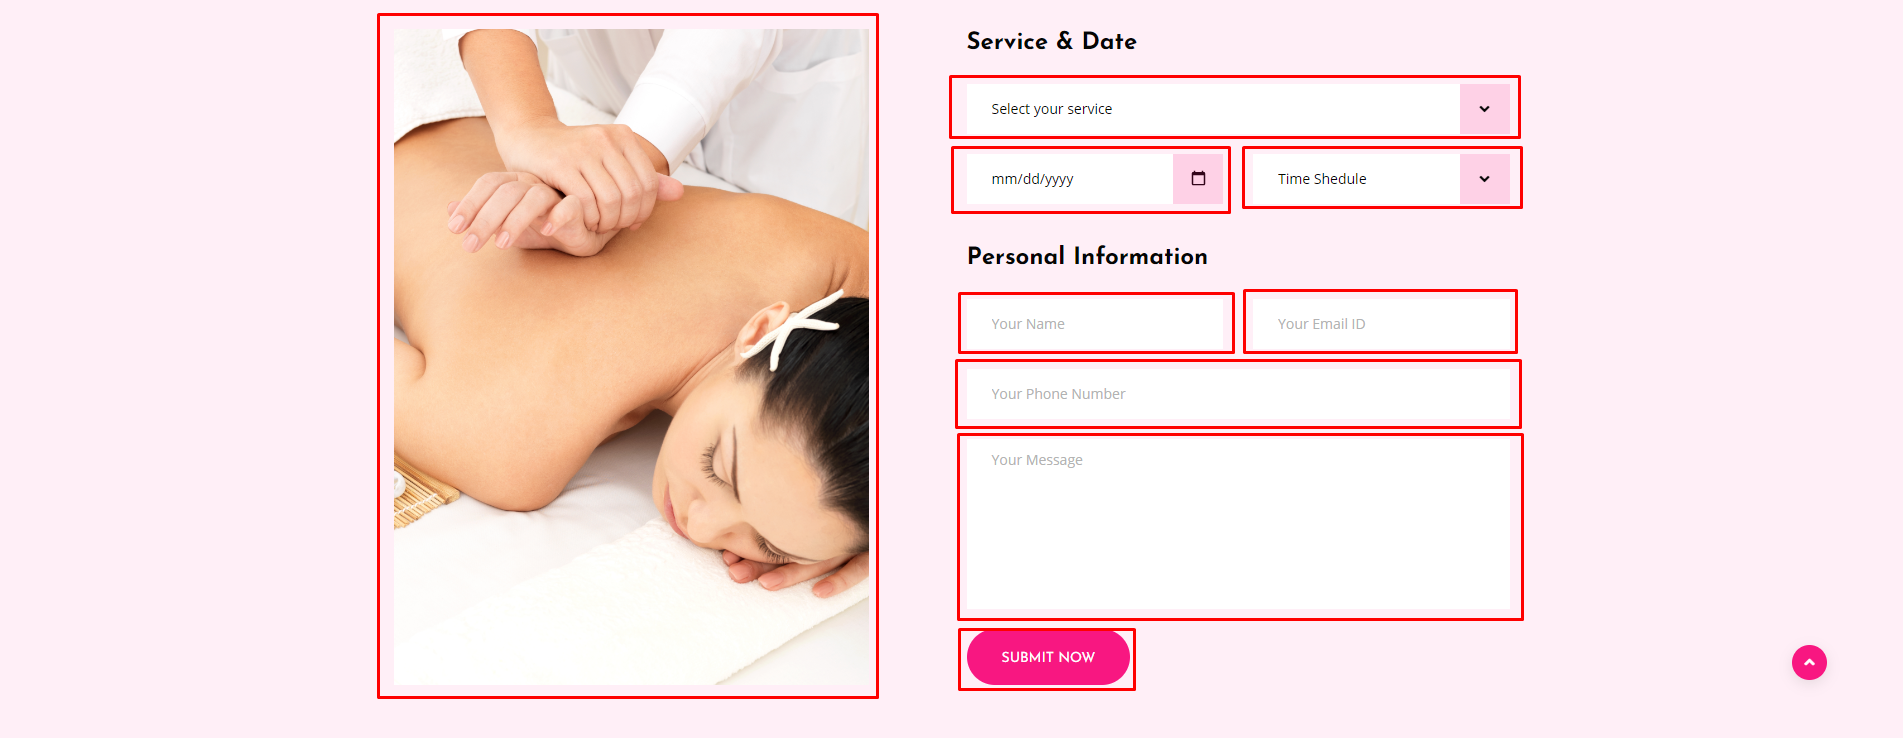 Service & Date
Select your service
mm/dd/yyyy
Time Shedule
Personal Information
Your Name
Your Email ID
Your Phone Number
Your Message
SUBMIT NOW